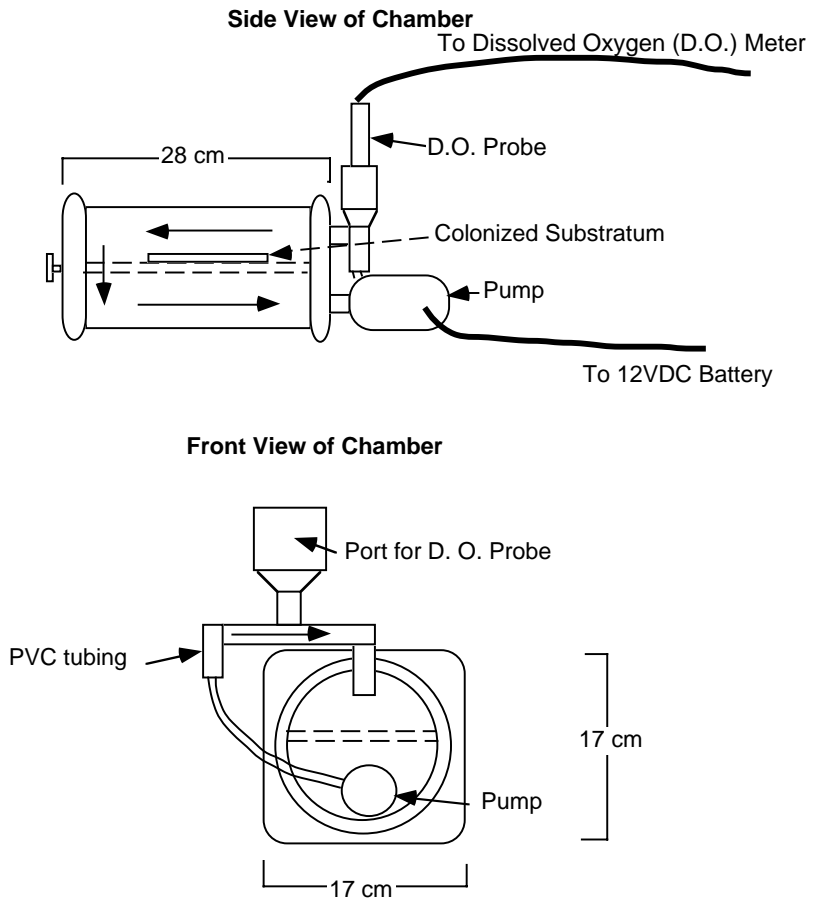 Side View of Chamber
To Dissolved Oxygen (D.O.) Meter
D.O. Probe
28 cm
Colonized Substratum
Pump
To 12VDC Battery
Front View of Chamber
Port for D. O. Probe
PVC tubing
17 cm
Pump
17 cm